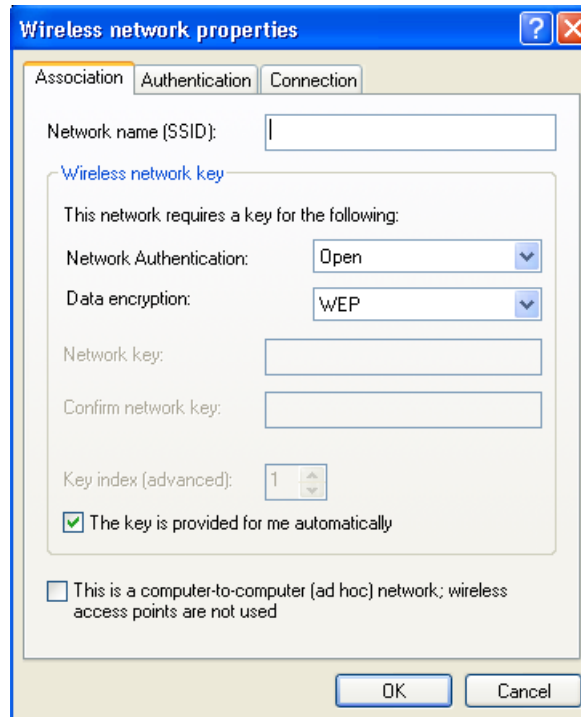 Wireless network properties
Association Authentication Connection
Network name (SSID):
Wireless network key
This network requires a key for the following:
Network Authentication: Open
Data encryption: WEP
Network key:
Confirm network key:
Key index (advanced): 1
The key is provided for me automatically
This is a computer-to-computer (ad hoc) network; wireless
access points are not used
OK Cancel